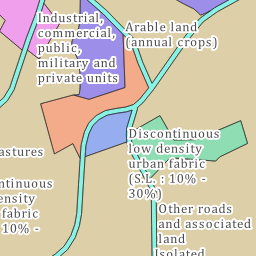 Industrial,
commercial,
public,
military and
private units
Arable land
(annual crops)
Discontinuous
low density
urban fabric
(S.L. : 10% -
30%)
astures
ntinuous
density
fabric
10% -
Other roads
and associated
land
Isolated